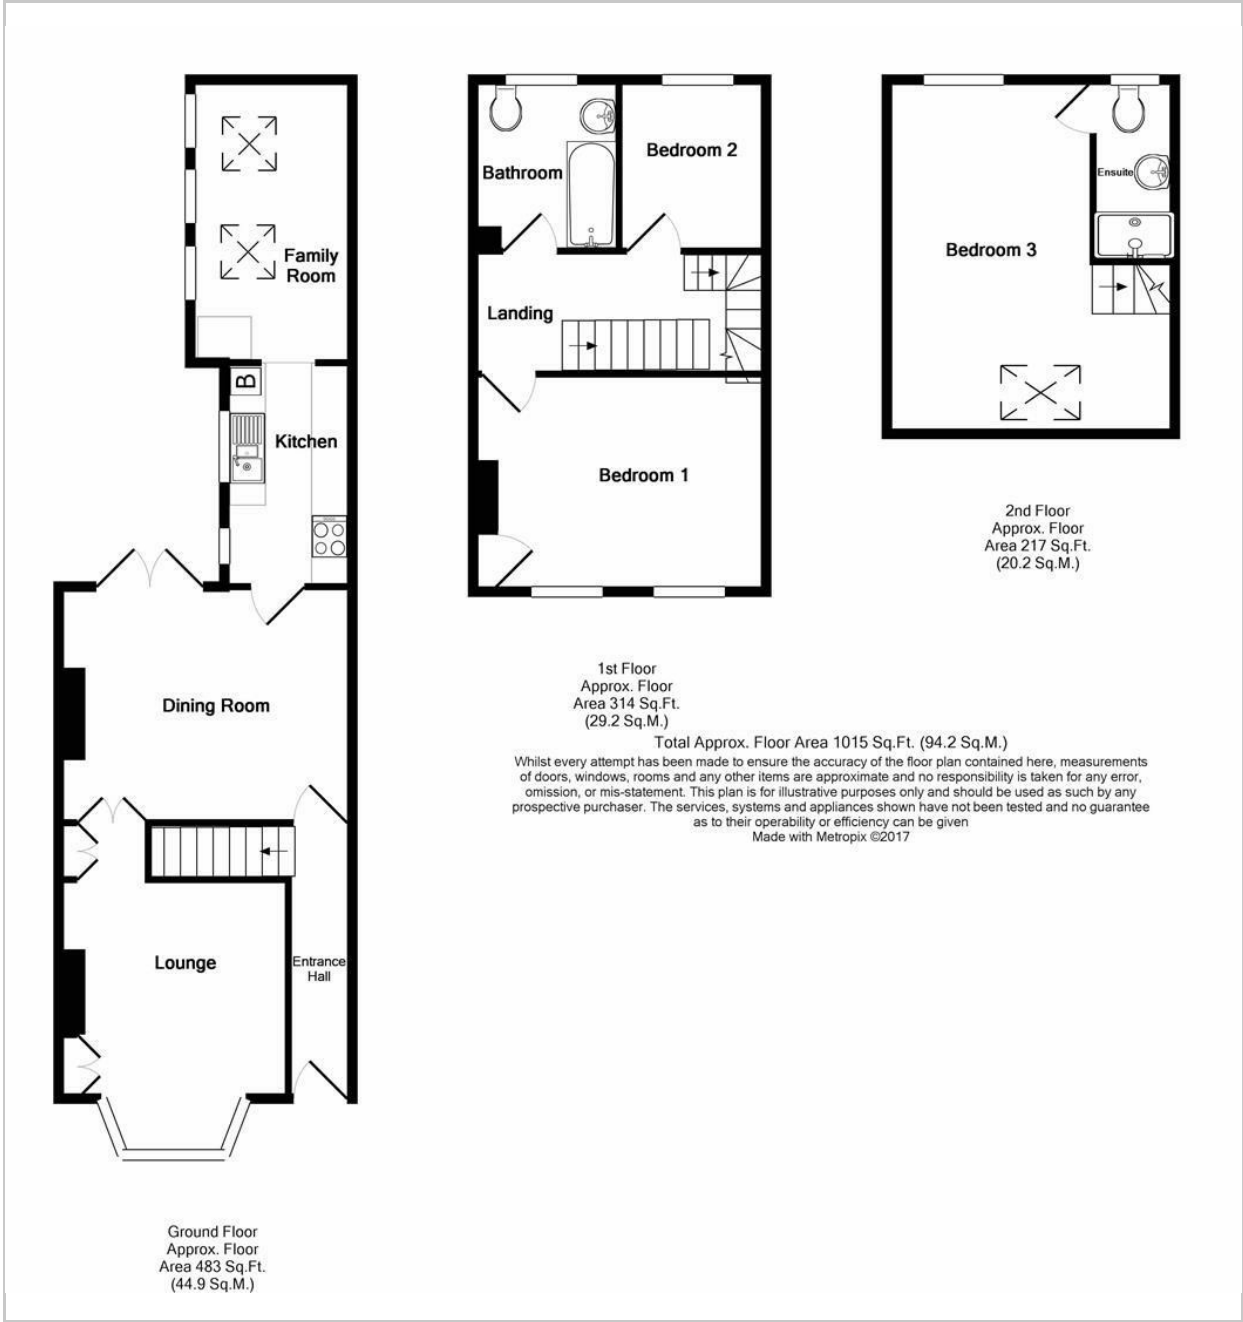 Family
Room
B
Kitchen
Dining Room
Lounge
Entrance
Hall
Ground Floor
Approx. Floor
Area 483 Sq.Ft.
(44.9 Sq.M.)
Bathroom
Bedroom 2
Landing
Bedroom 1
1st Floor
Approx. Floor
Area 314 Sq.Ft.
(29.2 Sq.M.)
Bedroom 3
Ensuite
2nd Floor
Approx. Floor
Area 217 Sq.Ft.
(20.2 Sq.M.)
Total Approx. Floor Area 1015 Sq.Ft. (94.2 Sq.M.)
Whilst every attempt has been made to ensure the accuracy of the floor plan contained here, measurements
of doors, windows, rooms and any other items are approximate and no responsibility is taken for any error,
omission, or mis-statement. This plan is for illustrative purposes only and should be used as such by any
prospective purchaser. The services, systems and appliances shown have not been tested and no guarantee
as to their operability or efficiency can be given
Made with Metropix ©2017